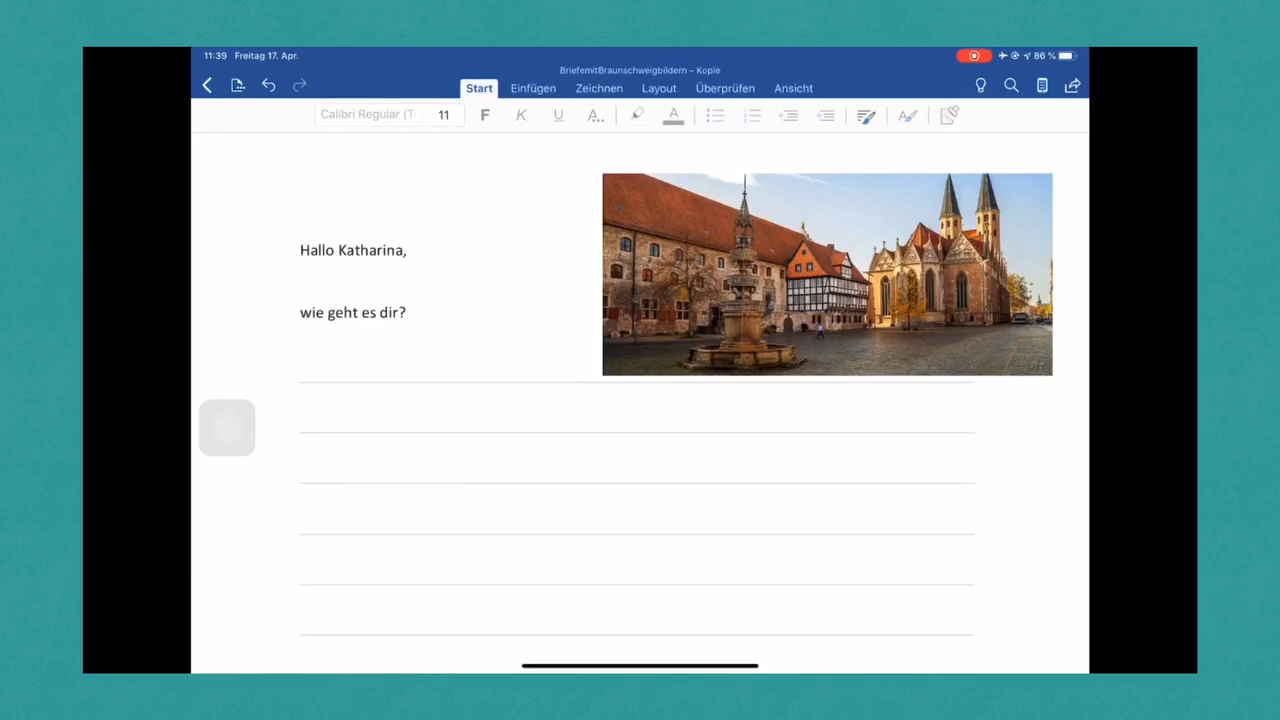 11:39 Freitag 17. Apr.
86 %
BriefemitBraunschweigbildern – Kopie
Start Einfügen Zeichnen Layout Überprüfen Ansicht
Calibri Regular (T 11 F K U A..  A
Hallo Katharina,
wie geht es dir?